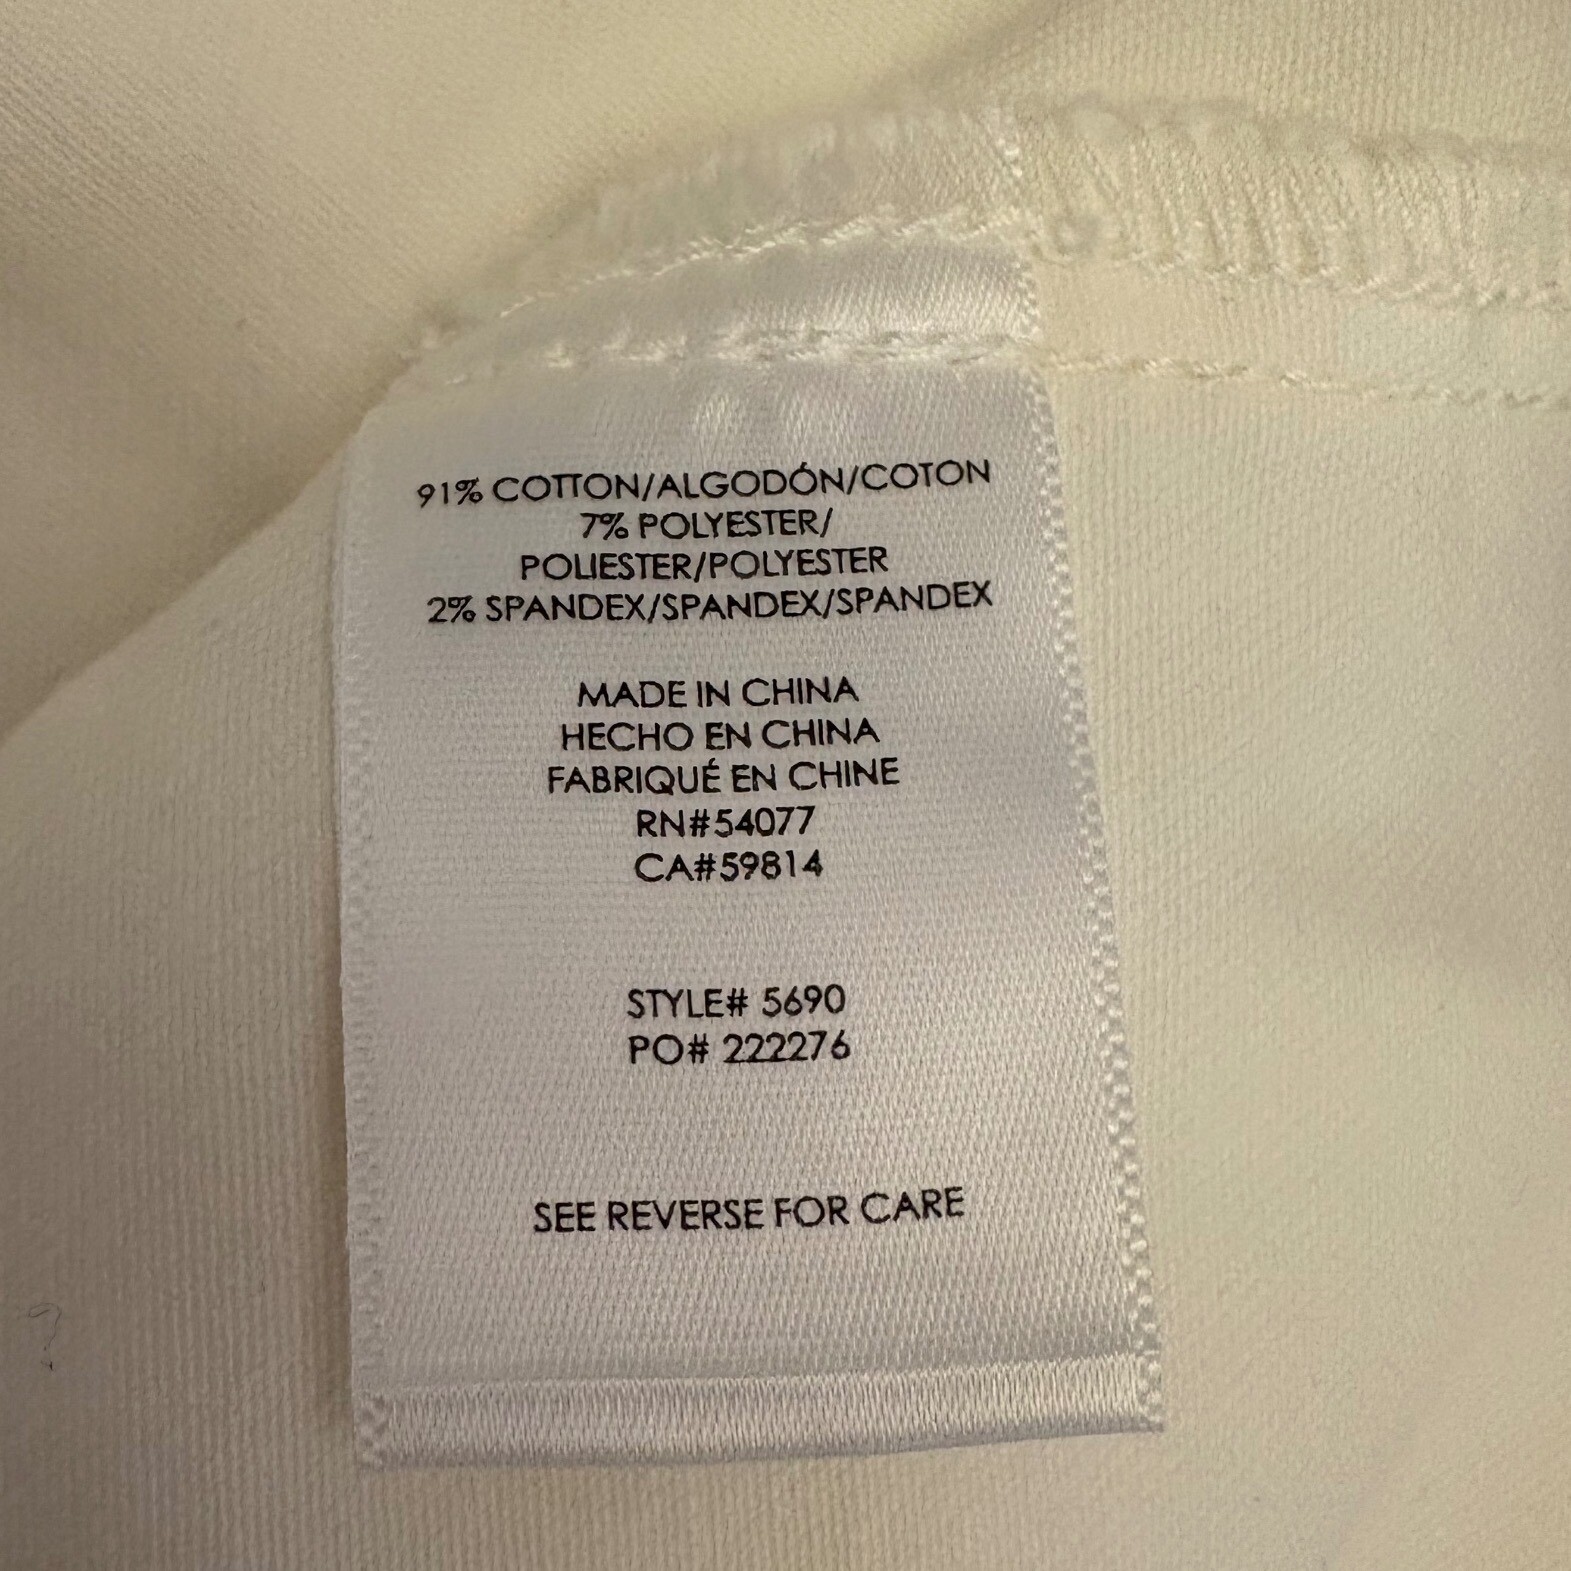 91% COTTON/ALGODÓN/COTON
7% POLYESTER/
POLIESTER/POLYESTER
2% SPANDEX/SPANDEX/SPANDEX
MADE IN CHINA
HECHO EN CHINA
FABRIQUÉ EN CHINE
RN#54077
CA#59814
STYLE# 5690
PO# 222276
SEE REVERSE FOR CARE